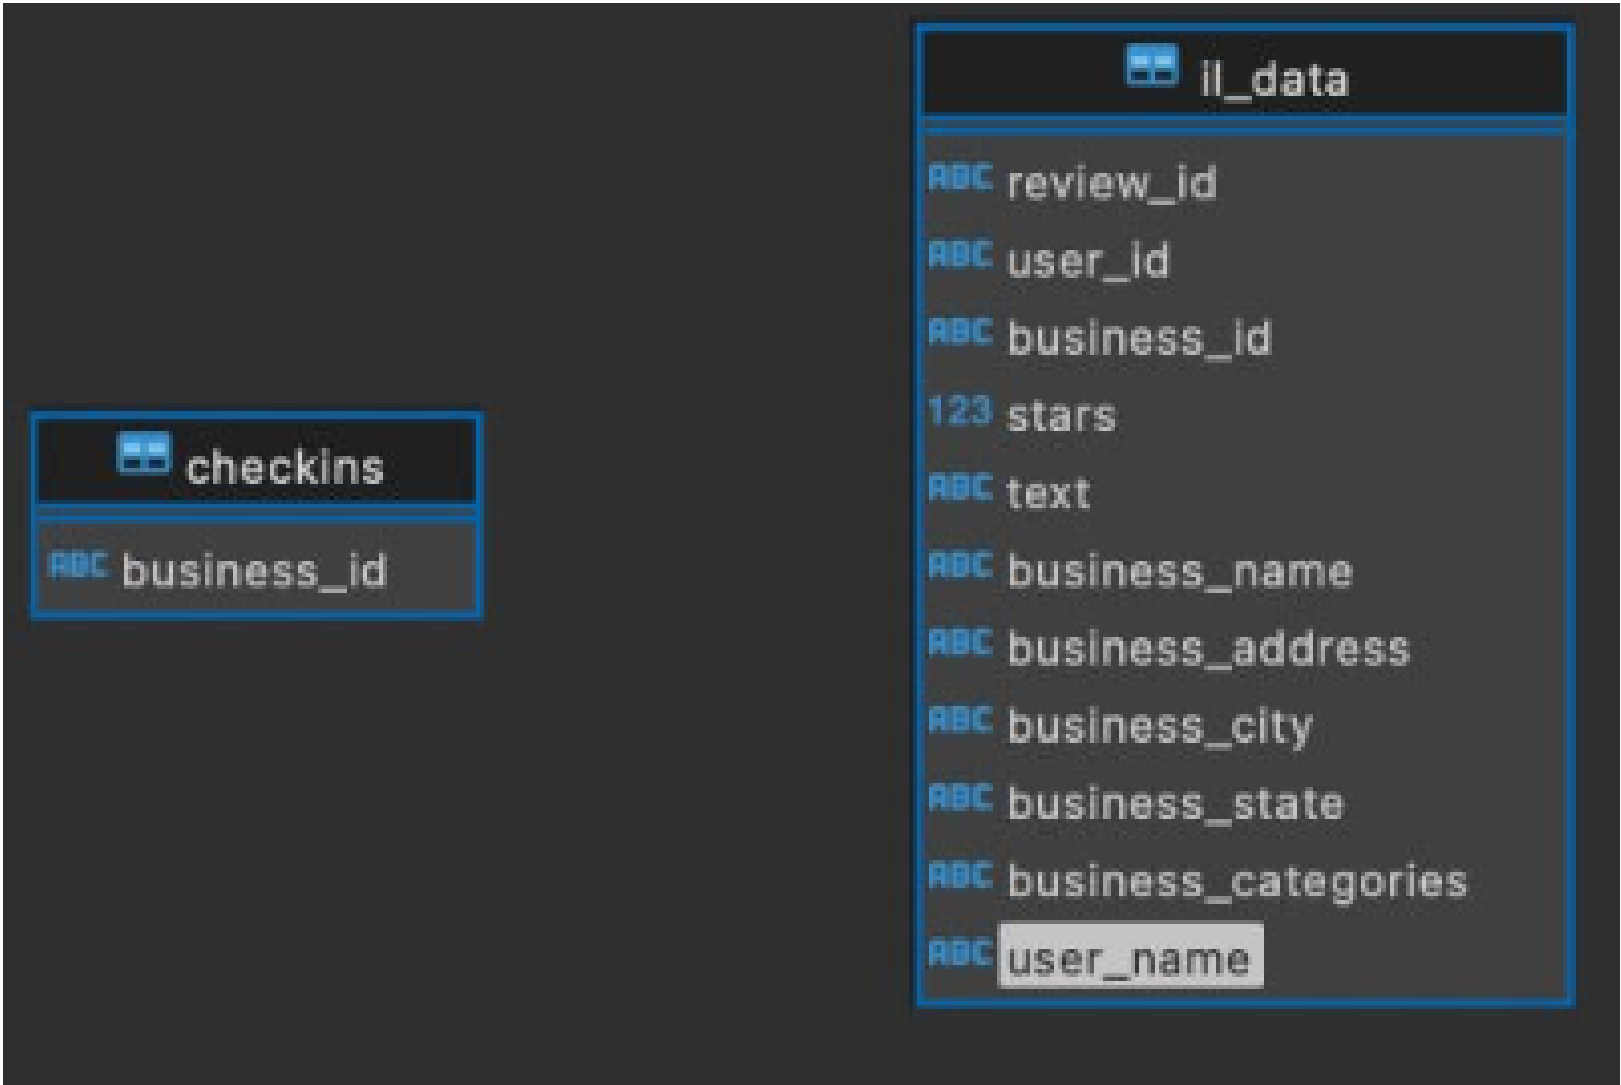 checkins
ABC business_id
il_data
ABC review_id
ABC user_id
ABC business_id
123 stars
ABC text
ABC business_name
ABC business_address
ABC business_city
ABC business_state
ABC business_categories
ABC user_name